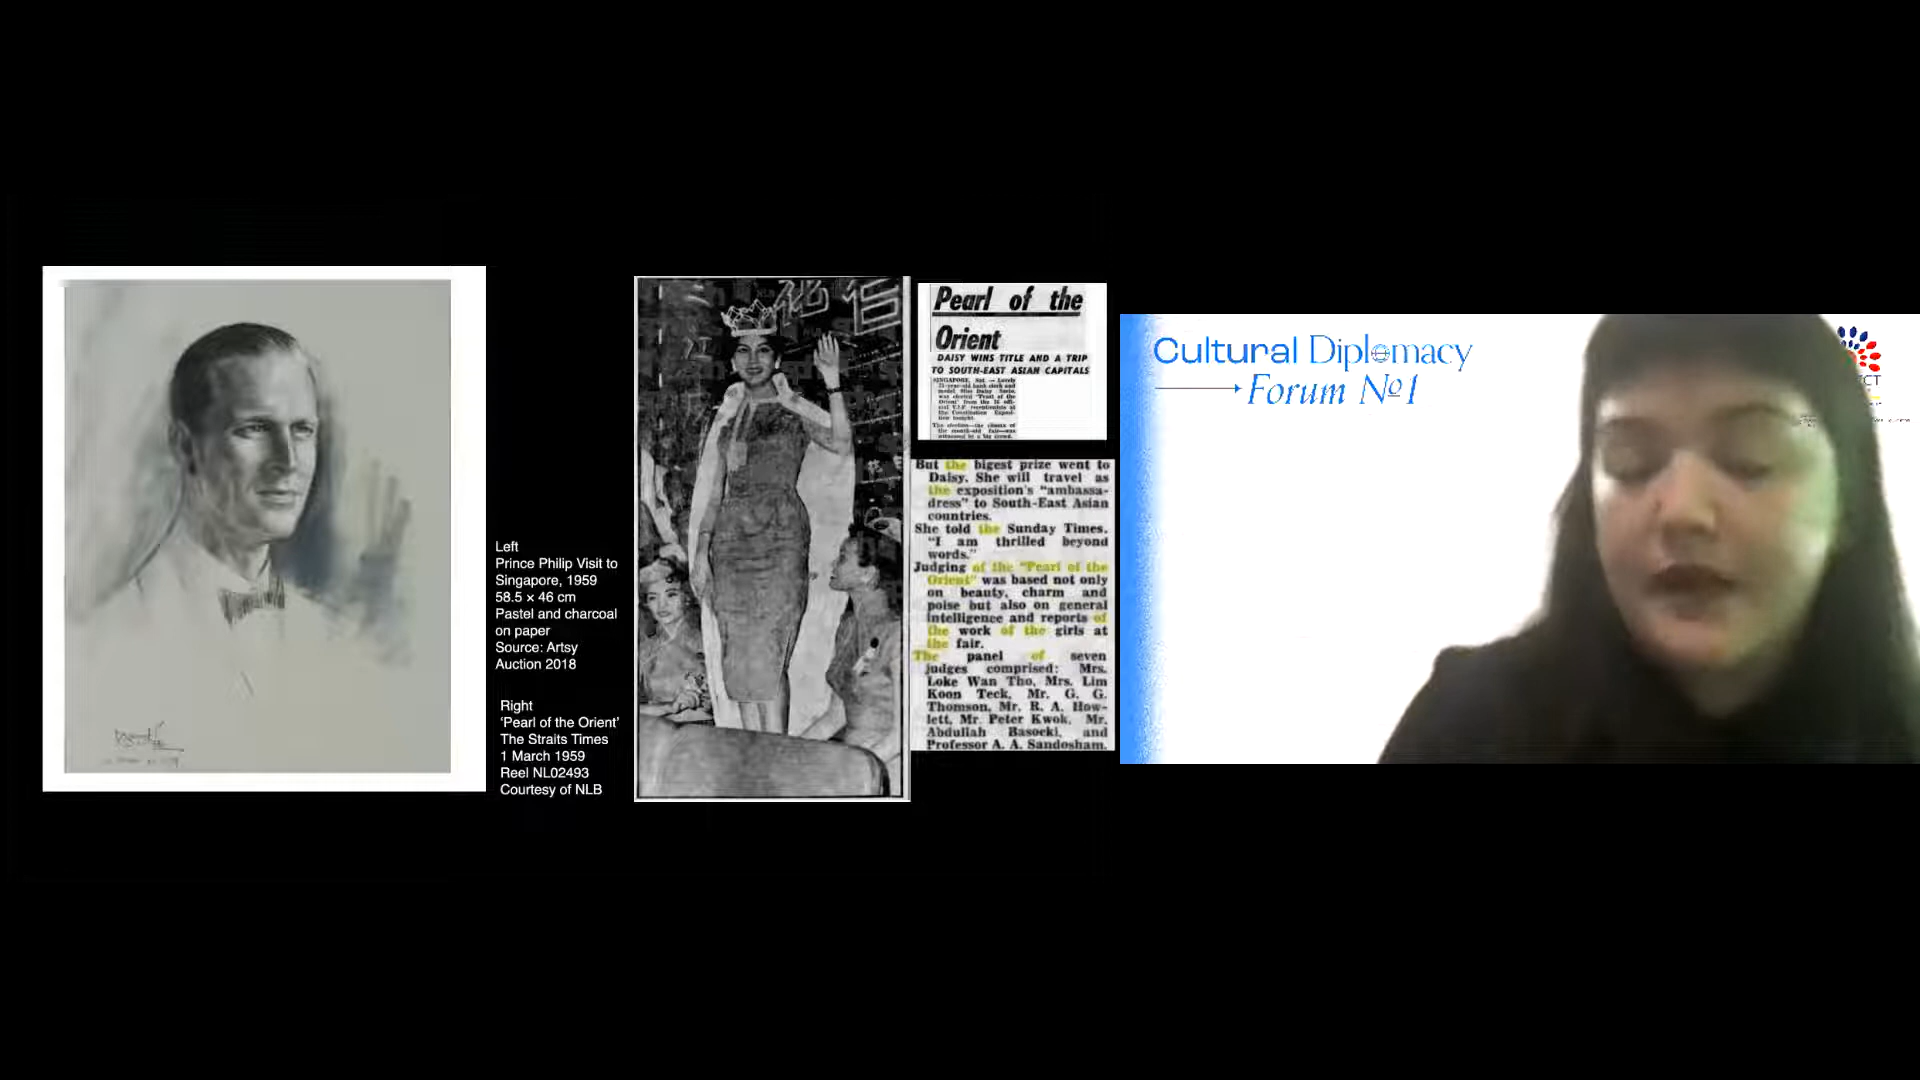 Left
Prince Philip Visit to
Singapore, 1959
58.5 × 46 cm
Pastel and charcoal
on paper
Source: Artsy
Auction 2018
Right
‘Pearl of the Orient’
The Straits Times
1 March 1959
Reel NL02493
Courtesy of NLB
Pearl of the
Orient
DAISY WINS TITLE AND A TRIP
TO SOUTH-EAST ASIAN CAPITALS
But the bigest prize went to
Daisy. She will travel as
the exposition's "ambassa-
dress" to South-East Asian
countries.
She told the Sunday Times.
"I am thrilled beyond
words."
Judging of the "Pearl of the
Orient" was based not only
on beauty, charm and
poise but also on general
intelligence and reports of
the work of the girls at
the fair.
The panel of seven
judges comprised: Mrs.
Loke Wan Tho, Mrs. Lim
Koon Teck, Mr. G. G.
Thomson, Mr. R. A. How-
lett, Mr. Peter Kwok, Mr.
Abdullah Basocki, and
Professor A. A. Sandosham.
Cultural Diplomacy
Forum Nº1